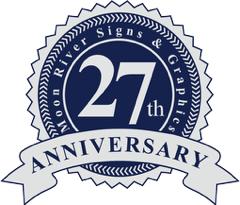 Moon River Signs & Graphics
27th
ANNIVERSARY